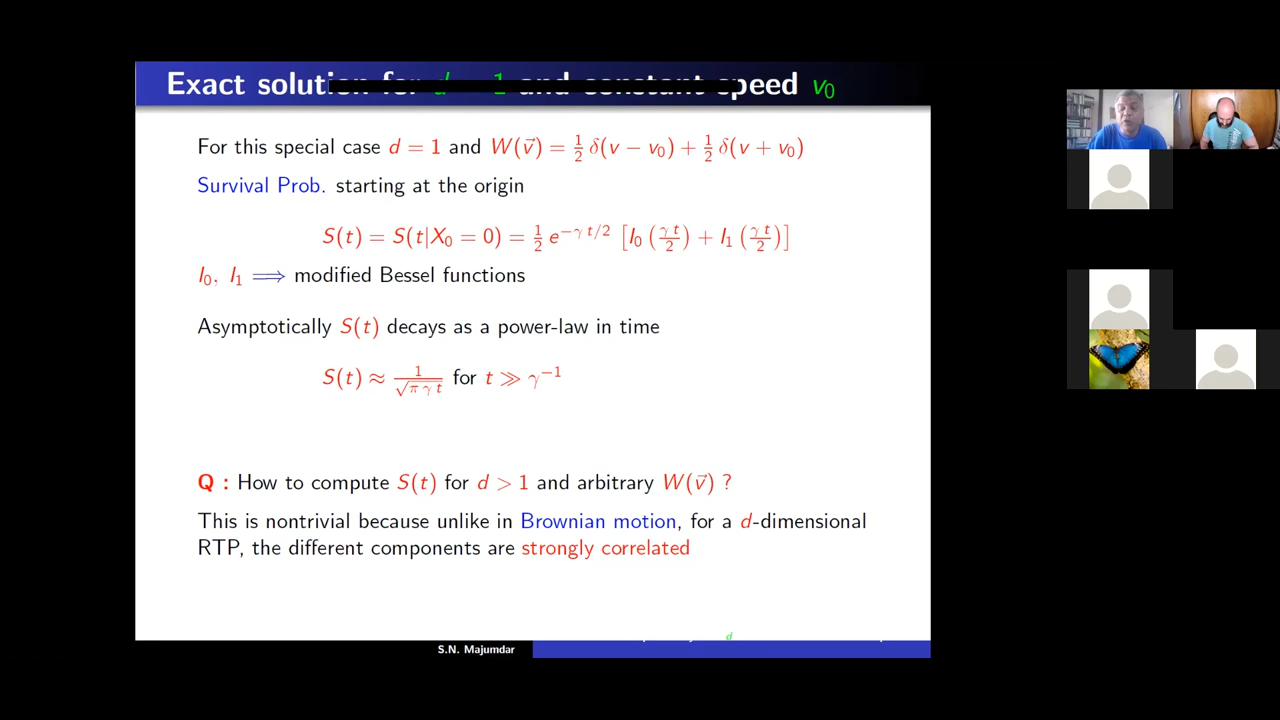 Exact solution for d = 1 and constant speed v₀
For this special case d = 1 and W(v⃗) = ½ δ(v − v₀) + ½ δ(v + v₀)
Survival Prob. starting at the origin
S(t) = S(t|X₀ = 0) = ½ e^{−γ t/2} [I₀ (γ t/2) + I₁ (γ t/2)]
I₀, I₁ ⟹ modified Bessel functions
Asymptotically S(t) decays as a power-law in time
S(t) ≈ 1/√(π γ t) for t ≫ γ⁻¹
Q : How to compute S(t) for d > 1 and arbitrary W(v⃗) ?
This is nontrivial because unlike in Brownian motion, for a d-dimensional
RTP, the different components are strongly correlated
d
S.N. Majumdar